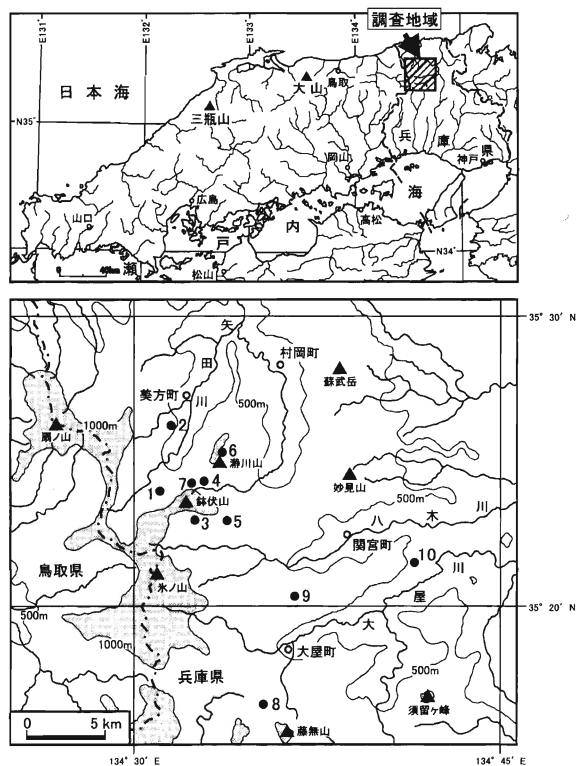 調査地域
E131°
E132°
E133°
E134°
日本海
N35°
三瓶山
大山
鳥取
兵庫県
岡山
神戸
広島
山口
瀬戸内海
高松
松山
N34°
0 40km
35° 30′ N
矢田川
村岡町
蘇武岳
美方町
500m
1000m
扇ノ山
2
6
瀞川山
7
4
1
鉢伏山
3
5
妙見山
500m
八木川
関宮町
10
鳥取県
氷ノ山
9
35° 20′
500m
1000m
大屋川
大屋町
兵庫県
8
500m
須留ヶ峰
藤無山
0 5 km
134° 30′ E
134° 45′ E